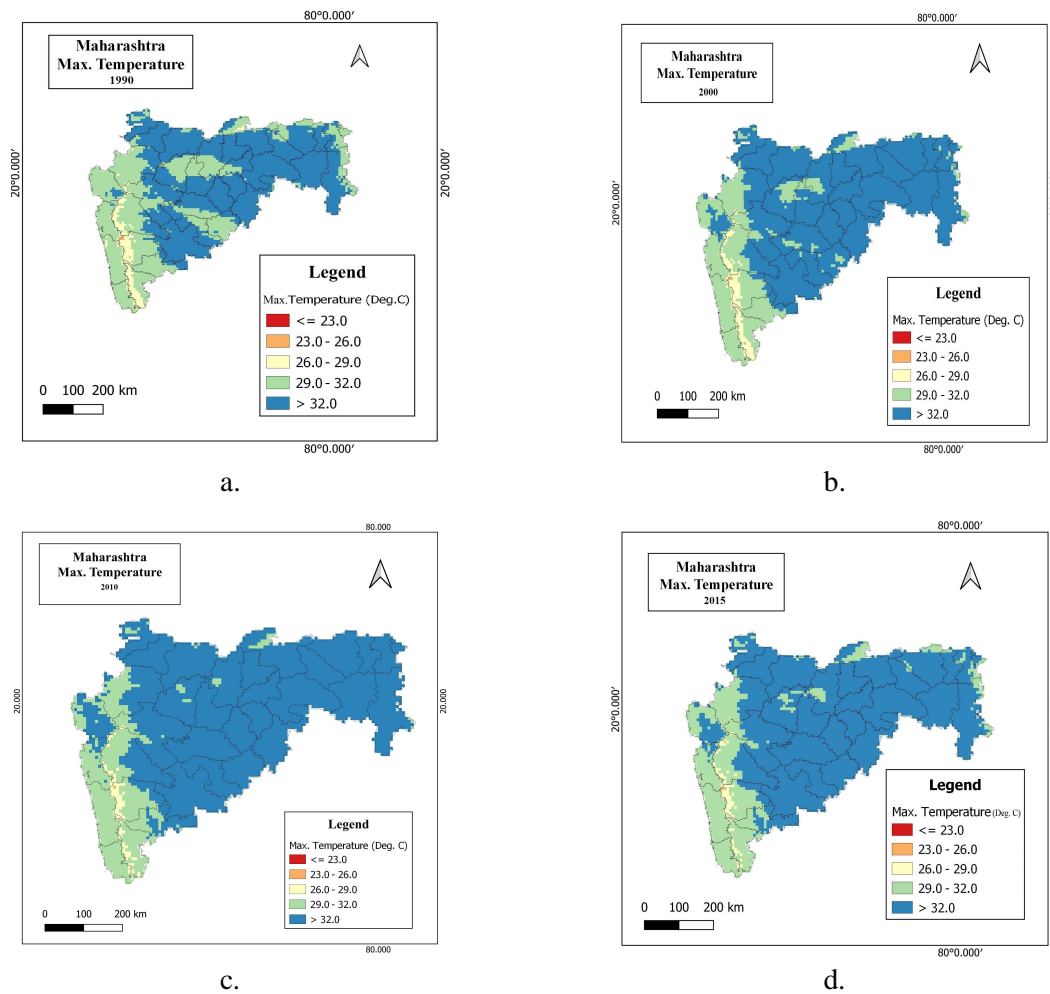 80°0.000'
Maharashtra
Max. Temperature
1990
20°0.000'
20°0.000'
Legend
Max.Temperature (Deg.C)
<= 23.0
23.0 - 26.0
26.0 - 29.0
29.0 - 32.0
> 32.0
0 100 200 km
80°0.000'
a.
80°0.000'
Maharashtra
Max. Temperature
2000
20°0.000'
Legend
Max. Temperature (Deg. C)
<= 23.0
23.0 - 26.0
26.0 - 29.0
29.0 - 32.0
> 32.0
0 100 200 km
80°0.000'
b.
80.000
Maharashtra
Max. Temperature
2010
20.000
20.000
Legend
Max. Temperature (Deg. C)
<= 23.0
23.0 - 26.0
26.0 - 29.0
29.0 - 32.0
> 32.0
0 100 200 km
80.000
c.
80°0.000'
Maharashtra
Max. Temperature
2015
20°0.000'
Legend
Max. Temperature (Deg. C)
<= 23.0
23.0 - 26.0
26.0 - 29.0
29.0 - 32.0
> 32.0
0 100 200 km
80°0.000'
d.